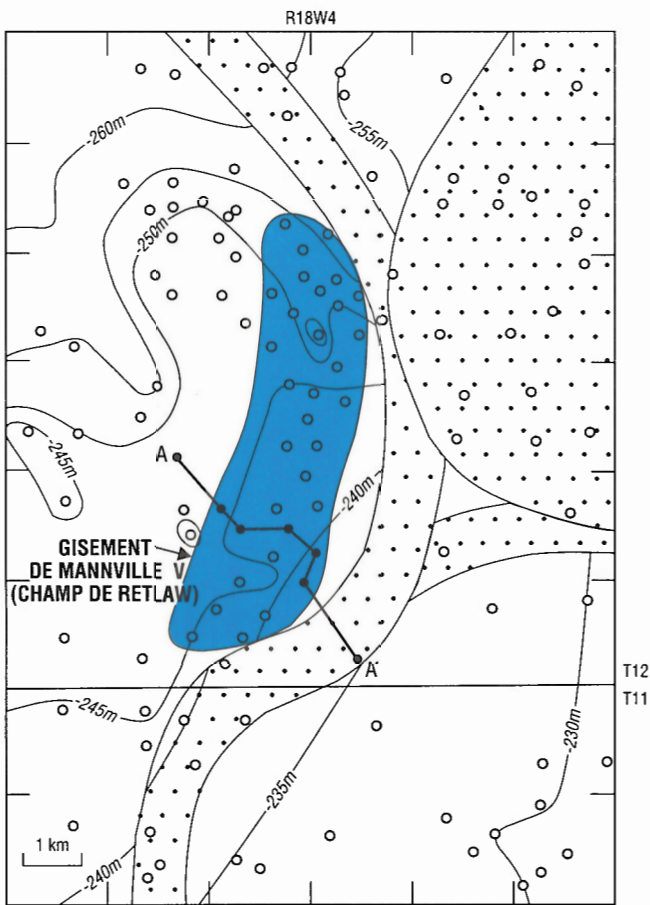 R18W4
-260m
-255m
-250m
-245m
A
-240m
GISEMENT
DE MANNVILLE V
(CHAMP DE RETLAW)
A'
T12
T11
-245m
-230m
-235m
1 km
-240m